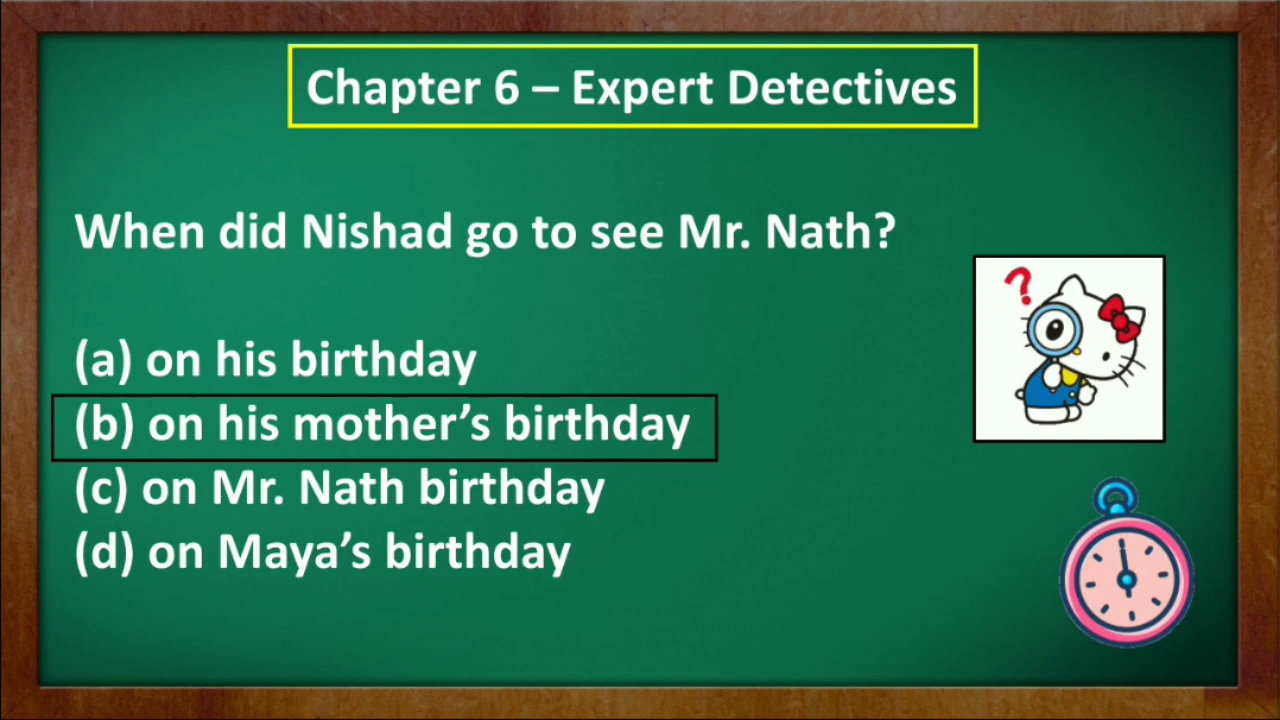 Chapter 6 – Expert Detectives
When did Nishad go to see Mr. Nath?
(a) on his birthday
(b) on his mother’s birthday
(c) on Mr. Nath birthday
(d) on Maya’s birthday
?